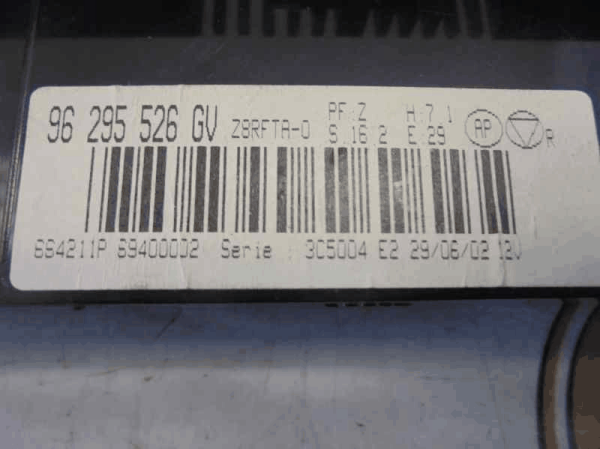 96 295 526 GV Z8RFTA-0 PF:Z H:7 1 AP R
S.16.2 E.29
664211P 6940002 Serie : 3C5004 E2 29/06/02 12V